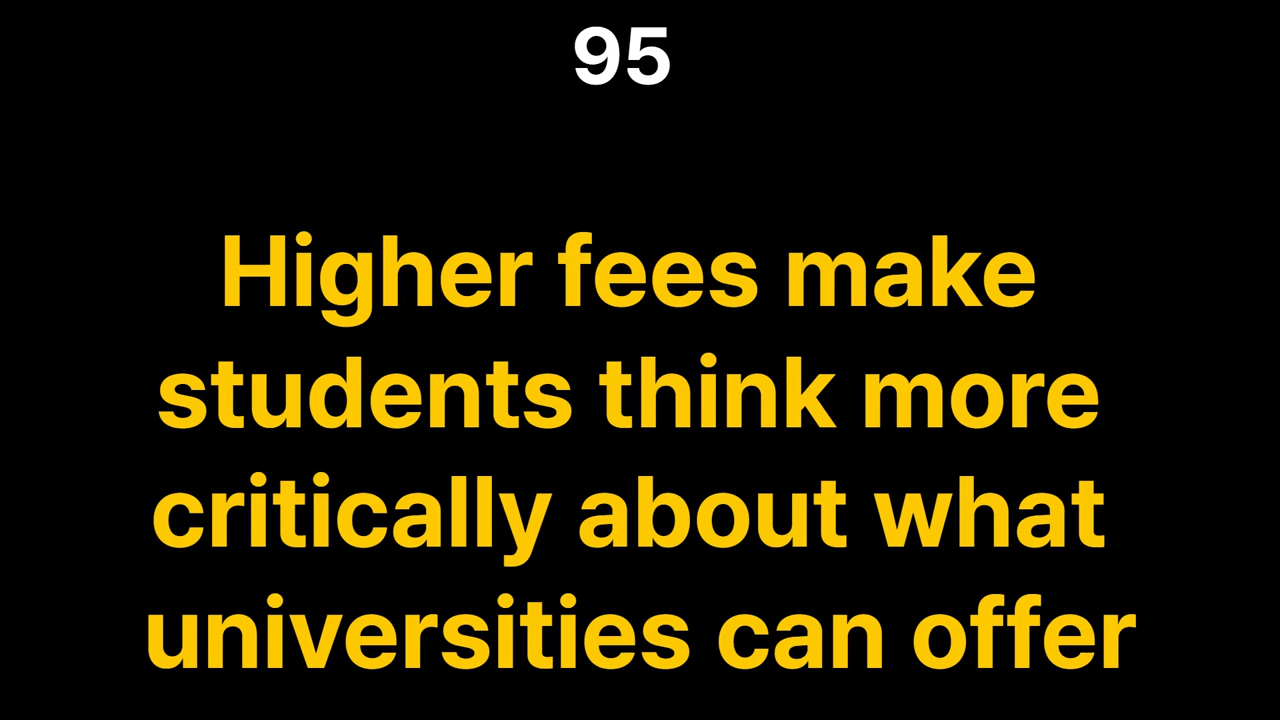 95
Higher fees make
students think more
critically about what
universities can offer